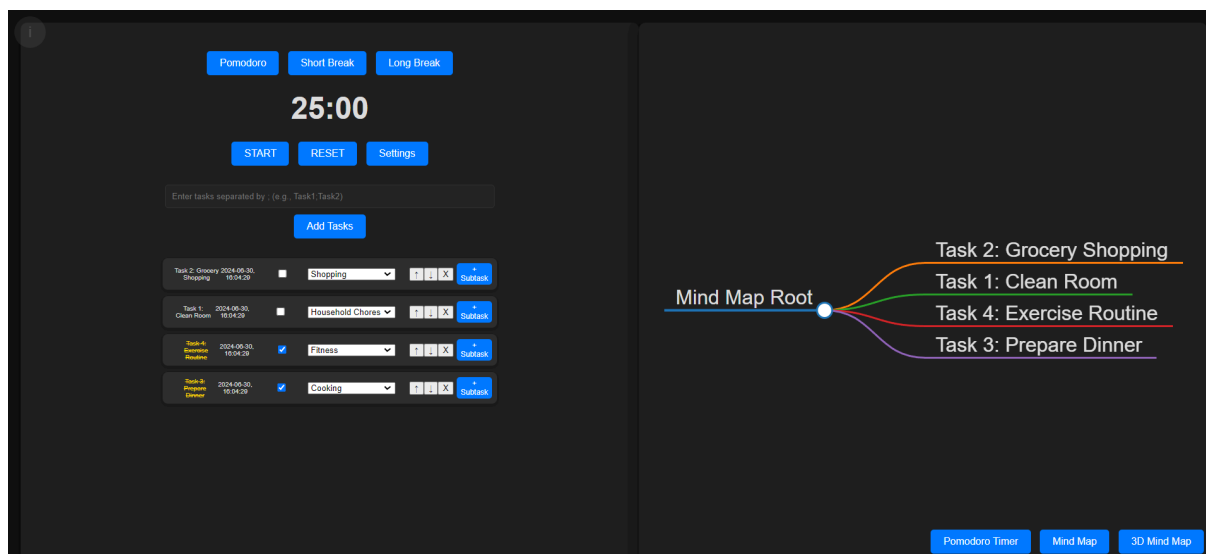 i
Pomodoro Short Break Long Break
25:00
START RESET Settings
Enter tasks separated by ; (e.g., Task1;Task2)
Add Tasks
Task 2: Grocery Shopping 2024-06-30, 16:04:29 Shopping ↑ ↓ X + Subtask
Task 1: Clean Room 2024-06-30, 16:04:29 Household Chores ↑ ↓ X + Subtask
Task 4: Exercise Routine 2024-06-30, 16:04:29 Fitness ↑ ↓ X + Subtask
Task 3: Prepare Dinner 2024-06-30, 16:04:29 Cooking ↑ ↓ X + Subtask
Mind Map Root
Task 2: Grocery Shopping
Task 1: Clean Room
Task 4: Exercise Routine
Task 3: Prepare Dinner
Pomodoro Timer Mind Map 3D Mind Map